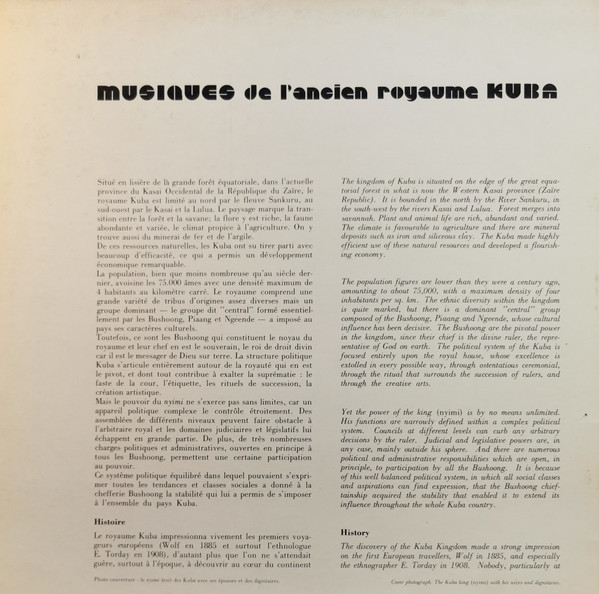 MUSIQUES de l'ancien royaume KUBA
Situé en lisière de la grande forêt équatoriale, dans l'actuelle
province du Kasai Occidental de la République du Zaïre, le
royaume Kuba est limité au nord par le fleuve Sankuru, au
sud-ouest par le Kasai et la Lulua. Le paysage marque la tran-
sition entre la forêt et la savane; la flore y est riche, la faune
abondante et variée, le climat propice à l'agriculture. On y
trouve aussi du minerai de fer et de l'argile.
De ces ressources naturelles, les Kuba ont su tirer parti avec
beaucoup d'efficacité, ce qui a permis un développement
économique remarquable.
La population, bien que moins nombreuse qu'au siècle der-
nier, avoisine les 75.000 âmes avec une densité maximum de
4 habitants au kilomètre carré. Le royaume comprend une
grande variété de tribus d'origines assez diverses mais un
groupe dominant — le groupe dit "central" formé essentiel-
lement par les Bushoong, Piaang et Ngeende — a imposé au
pays ses caractères culturels.
Toutefois, ce sont les Bushoong qui constituent le noyau du
royaume et leur chef en est le souverain, le roi de droit divin
car il est le messager de Dieu sur terre. La structure politique
Kuba s'articule entièrement autour de la royauté qui en est
le pivot, et dont tout contribue à exalter la suprématie : le
faste de la cour, l'étiquette, les rituels de succession, la
création artistique.
Mais le pouvoir du nyimi ne s'exerce pas sans limites, car un
appareil politique complexe le contrôle étroitement. Des
assemblées de différents niveaux peuvent faire obstacle à
l'arbitraire royal et les domaines judiciaires et législatifs lui
échappent en grande partie. De plus, de très nombreuses
charges politiques et administratives, ouvertes en principe à
tous les Bushoong, permettent une certaine participation
au pouvoir.
Ce système politique équilibré dans lequel pouvaient s'expri-
mer toutes les tendances et classes sociales a donné à la
chefferie Bushoong la stabilité qui lui a permis de s'imposer
à l'ensemble du pays Kuba.
Histoire
Le royaume Kuba impressionna vivement les premiers voya-
geurs européens (Wolf en 1885 et surtout l'ethnologue
E. Torday en 1908), d'autant plus que l'on ne s'attendait
guère, surtout à l'époque, à découvrir au cœur du continent
Photo couverture : le nyimi (roi) des Kuba avec ses épouses et des dignitaires.
The kingdom of Kuba is situated on the edge of the great equa-
torial forest in what is now the Western Kasai province (Zaïre
Republic). It is bounded in the north by the River Sankuru, in
the south-west by the rivers Kasai and Lulua. Forest merges into
savannah. Plant and animal life are rich, abundant and varied.
The climate is favourable to agriculture and there are mineral
deposits such as iron and siliceous clay. The Kuba made highly
efficient use of these natural resources and developed a flourish-
ing economy.
The population figures are lower than they were a century ago,
amounting to about 75,000, with a maximum density of four
inhabitants per sq. km. The ethnic diversity within the kingdom
is quite marked, but there is a dominant "central" group
composed of the Bushoong, Piaang and Ngeende, whose cultural
influence has been decisive. The Bushoong are the pivotal power
in the kingdom, since their chief is the divine ruler, the repre-
sentative of God on earth. The political system of the Kuba is
focused entirely upon the royal house, whose excellence is
extolled in every possible way, through ostentatious ceremonial,
through the ritual that surrounds the succession of rulers, and
through the creative arts.
Yet the power of the king (nyimi) is by no means unlimited.
His functions are narrowly defined within a complex political
system. Councils at different levels can curb any arbitrary
decisions by the ruler. Judicial and legislative powers are, in
any case, mainly outside his sphere. And there are numerous
political and administrative responsibilities which are open, in
principle, to participation by all the Bushoong. It is because
of this well balanced political system, in which all social classes
and aspirations can find expression, that the Bushoong chief-
tainship acquired the stability that enabled it to extend its
influence throughout the whole Kuba country.
History
The discovery of the Kuba Kingdom made a strong impression
on the first European travellers, Wolf in 1885, and especially
the ethnographer E. Torday in 1908. Nobody, particularly at
Cover photograph: The Kuba king (nyimi) with his wives and dignitaries.